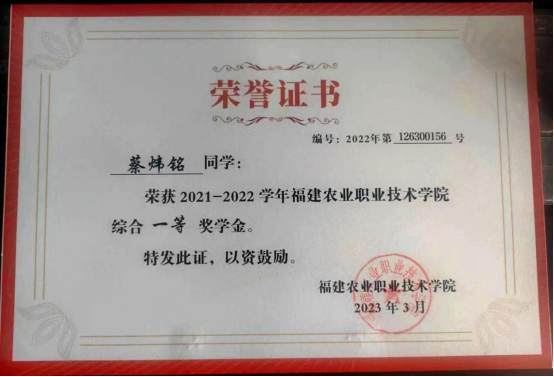 荣誉证书
编号：2022年第 126300156 号
蔡炜铭 同学：
荣获 2021-2022 学年福建农业职业技术学院
综合 一等 奖学金。
特发此证，以资鼓励。
福建农业职业技术学院
2023 年 3 月